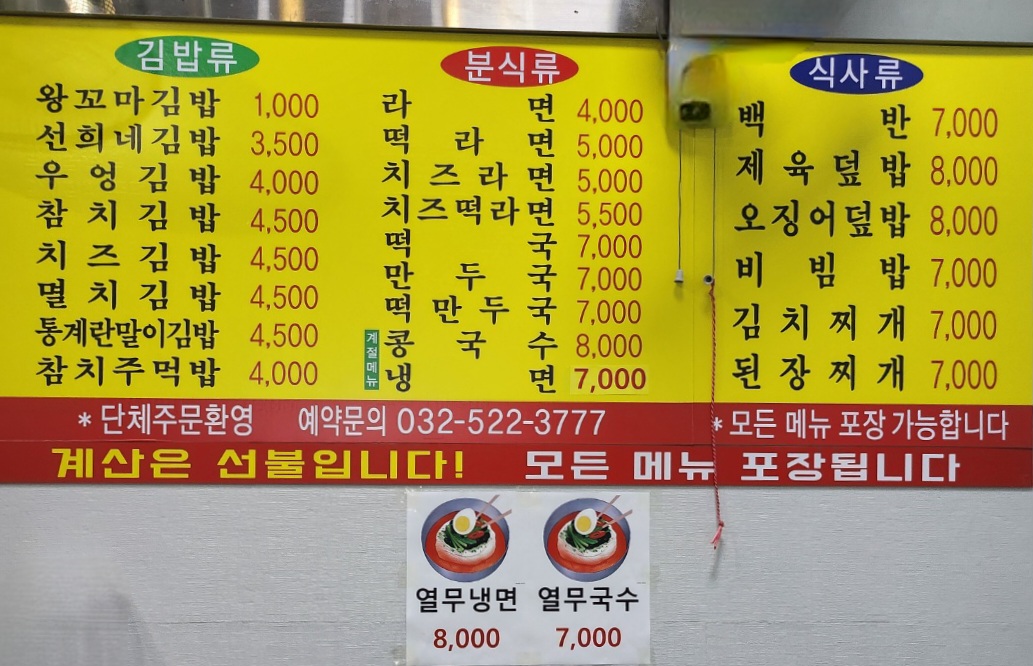 김밥류
왕꼬마김밥 1,000
선희네김밥 3,500
우엉김밥 4,000
참치김밥 4,500
치즈김밥 4,500
멸치김밥 4,500
통계란말이김밥 4,500
참치주먹밥 4,000
분식류
라면 4,000
떡라면 5,000
치즈라면 5,000
치즈떡라면 5,500
떡국 7,000
만두국 7,000
떡만두국 7,000
계절메뉴
콩국수 8,000
냉면 7,000
식사류
백반 7,000
제육덮밥 8,000
오징어덮밥 8,000
비빔밥 7,000
김치찌개 7,000
된장찌개 7,000
* 단체주문환영 예약문의 032-522-3777 * 모든 메뉴 포장 가능합니다
계산은 선불입니다! 모든 메뉴 포장됩니다
열무냉면 열무국수
8,000 7,000